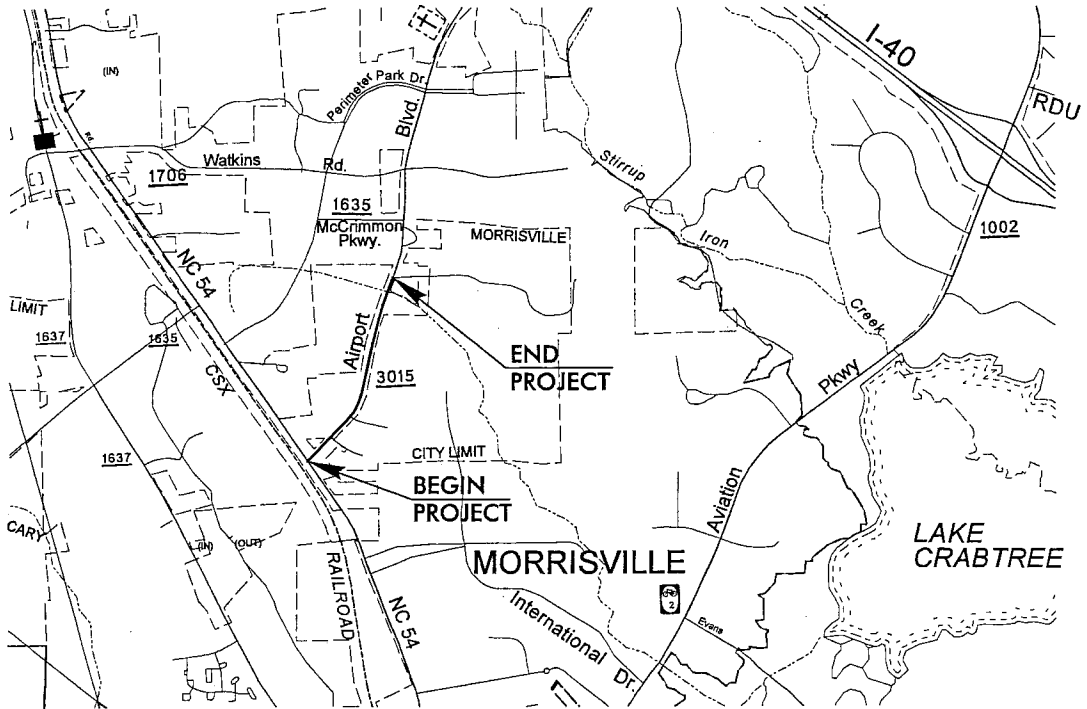 I-40
RDU
(IN)
Perimeter Park Dr.
Blvd.
Rd.
Watkins Rd.
1706
Stirrup
Iron
Creek
1635
McCrimmon
Pkwy.
MORRISVILLE
1002
NC 54
LIMIT
1637
1635
CSX
Airport
3015
END
PROJECT
Pkwy
CITY LIMIT
1637
BEGIN
PROJECT
Aviation
CARY
(IN)
(OUT)
RAILROAD
NC 54
MORRISVILLE
2
International Dr.
Evans
LAKE
CRABTREE